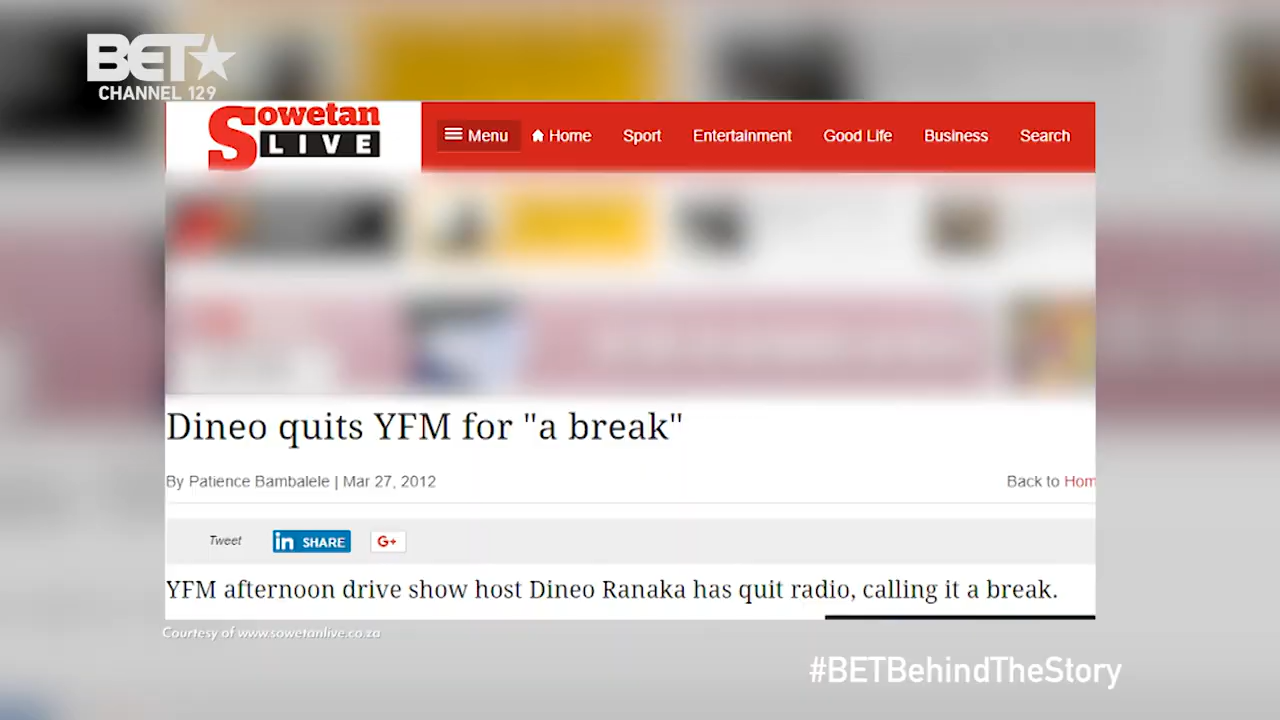 BET
CHANNEL 129
Sowetan
LIVE
Menu Home Sport Entertainment Good Life Business Search
Dineo quits YFM for "a break"
By Patience Bambalele | Mar 27, 2012 Back to Hom
Tweet in SHARE G+
YFM afternoon drive show host Dineo Ranaka has quit radio, calling it a break.
Courtesy of www.sowetanlive.co.za
#BETBehindTheStory